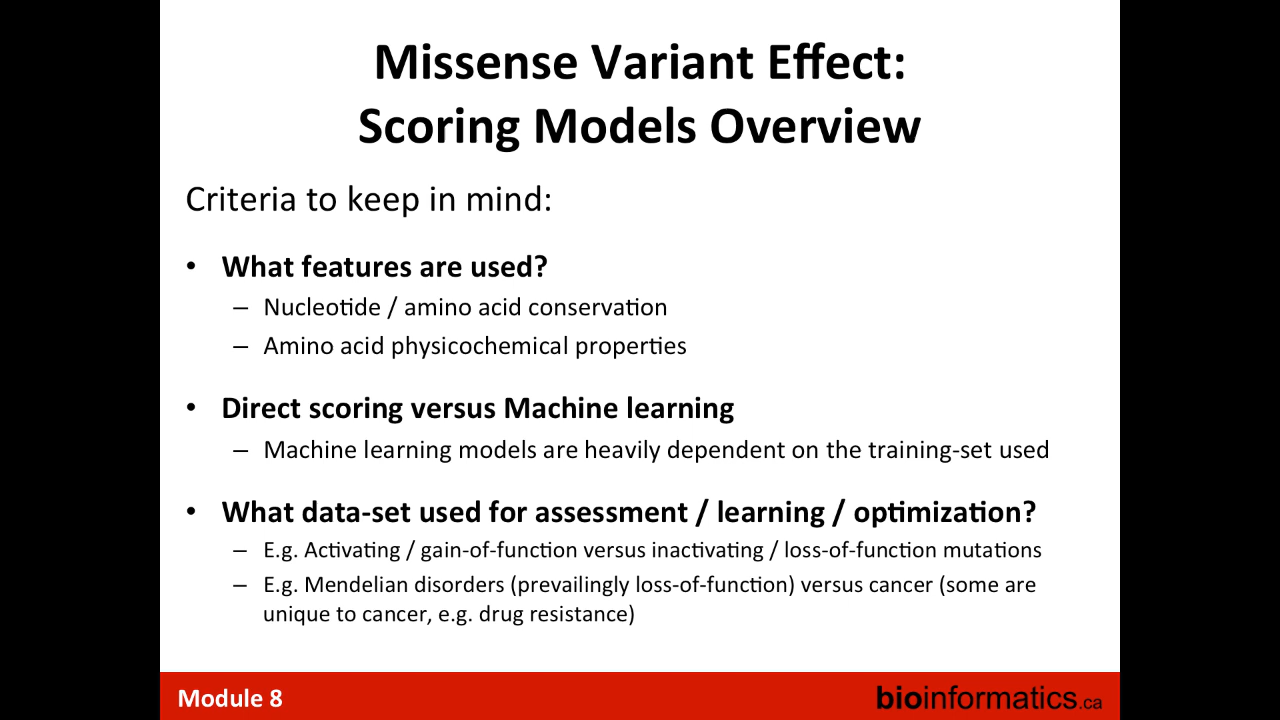 Missense Variant Effect:
Scoring Models Overview
Criteria to keep in mind:
• What features are used?
– Nucleotide / amino acid conservation
– Amino acid physicochemical properties
• Direct scoring versus Machine learning
– Machine learning models are heavily dependent on the training-set used
• What data-set used for assessment / learning / optimization?
– E.g. Activating / gain-of-function versus inactivating / loss-of-function mutations
– E.g. Mendelian disorders (prevailingly loss-of-function) versus cancer (some are
unique to cancer, e.g. drug resistance)
Module 8
bioinformatics.ca